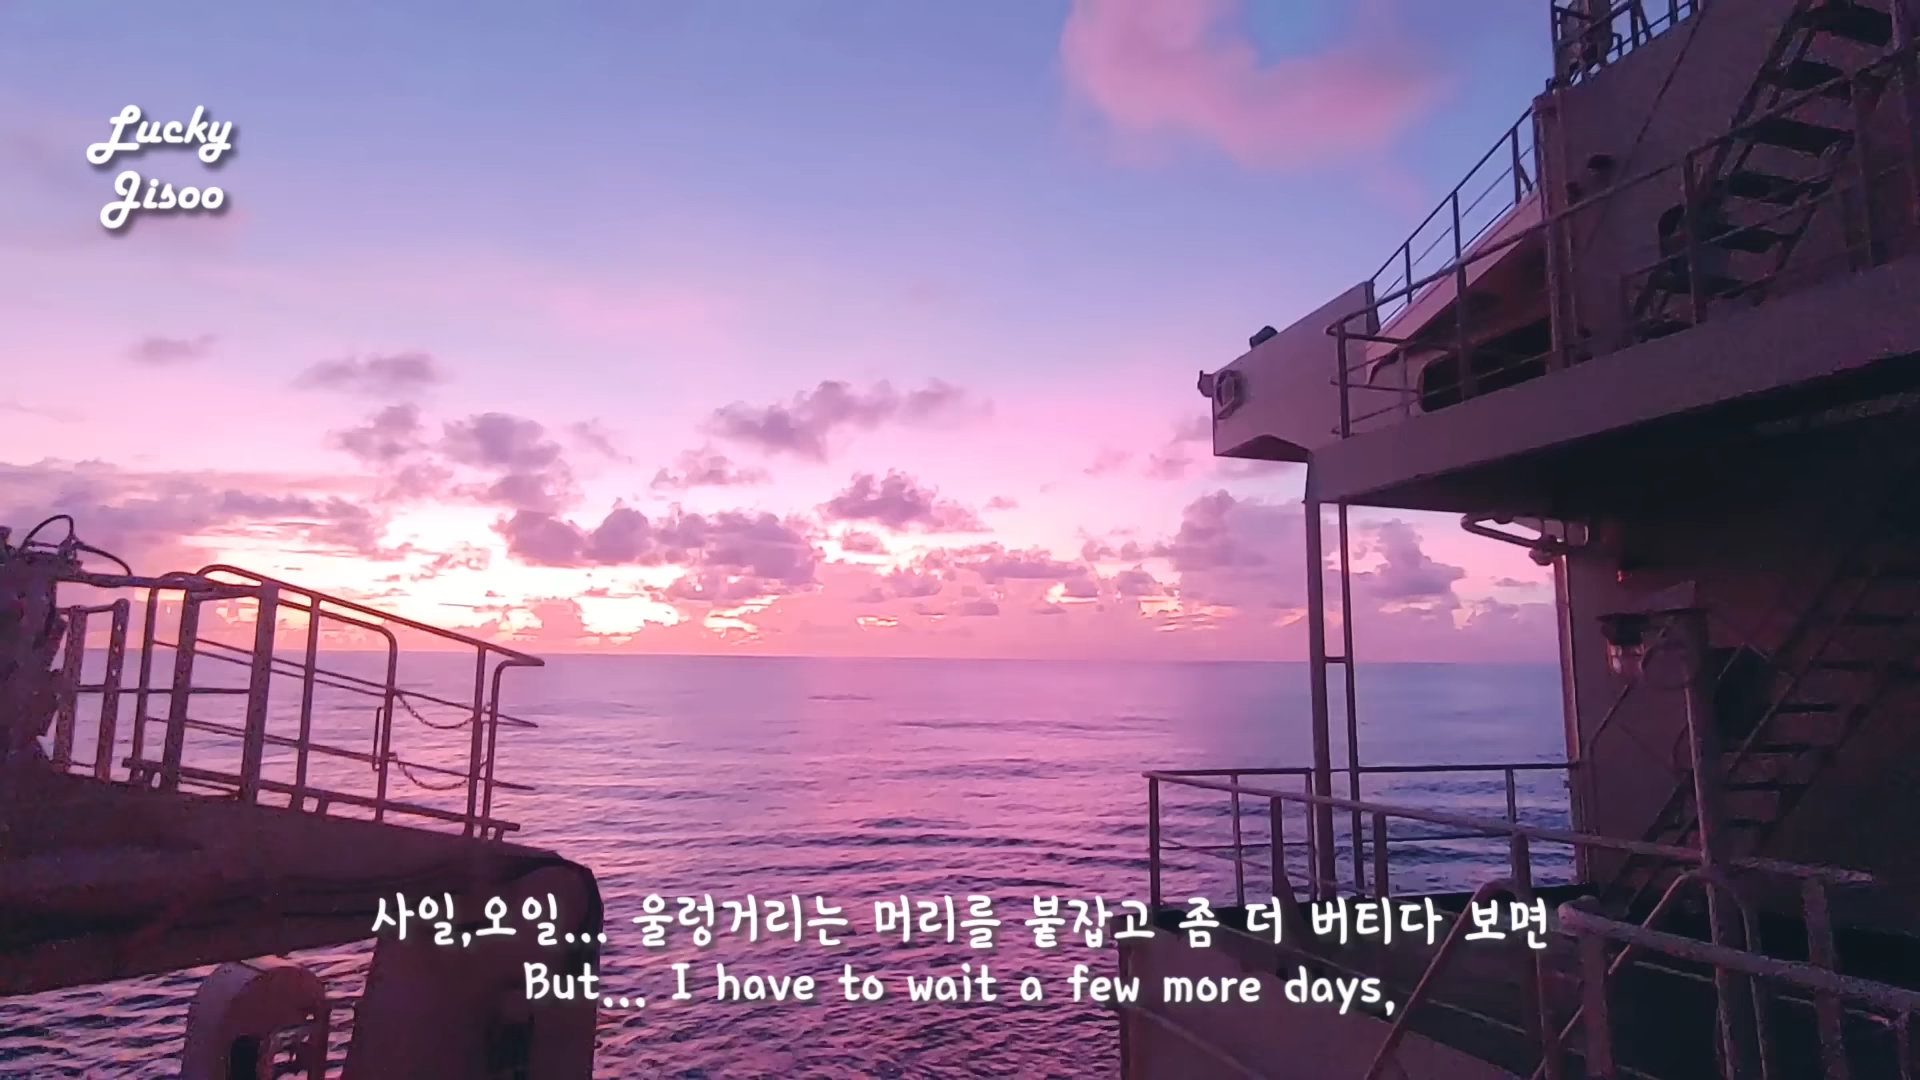 Lucky
Jisoo
사일,오일... 울렁거리는 머리를 붙잡고 좀 더 버티다 보면
But... I have to wait a few more days,